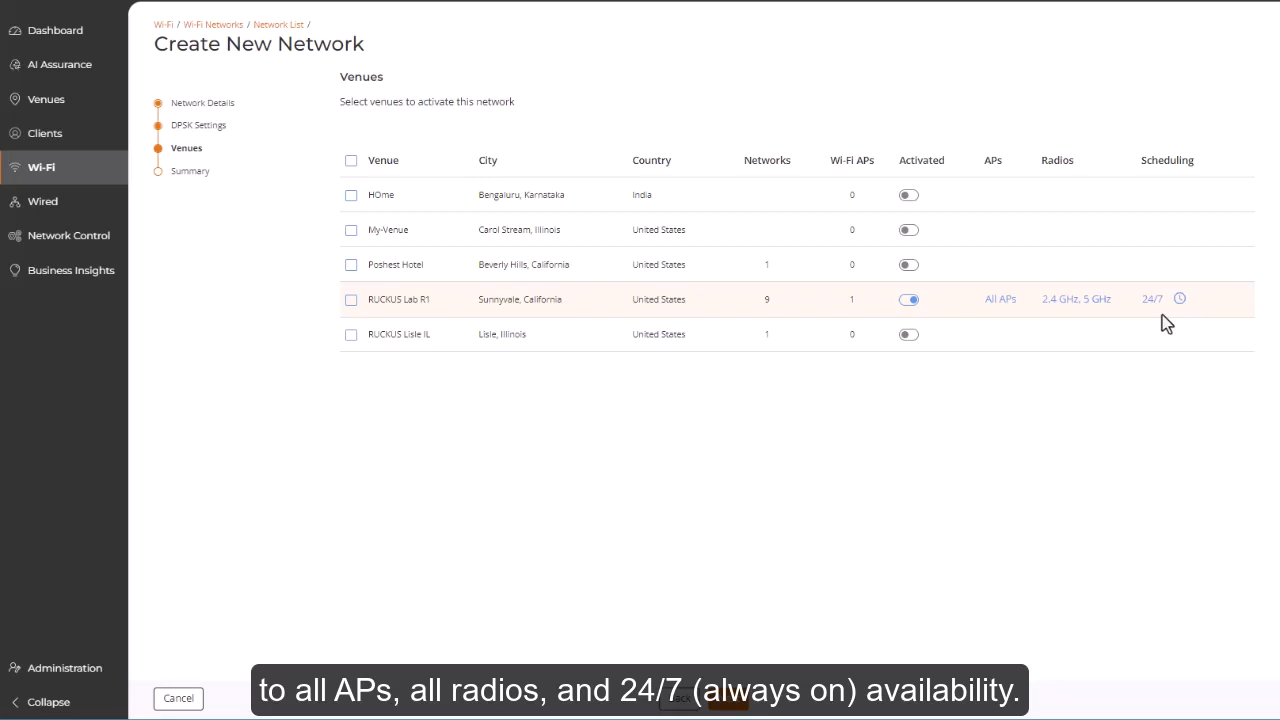 Dashboard
AI Assurance
Venues
Clients
Wi-Fi
Wired
Network Control
Business Insights
Administration
Collapse
Wi-Fi / Wi-Fi Networks / Network List /
Create New Network
Network Details
DPSK Settings
Venues
Summary
Venues
Select venues to activate this network
Venue City Country Networks Wi-Fi APs Activated APs Radios Scheduling
HOme Bengaluru, Karnataka India 0
My-Venue Carol Stream, Illinois United States 0
Poshest Hotel Beverly Hills, California United States 1 0
RUCKUS Lab R1 Sunnyvale, California United States 9 1 All APs 2.4 GHz, 5 GHz 24/7
RUCKUS Lisle IL Lisle, Illinois United States 1 0
Cancel
to all APs, all radios, and 24/7 (always on) availability.